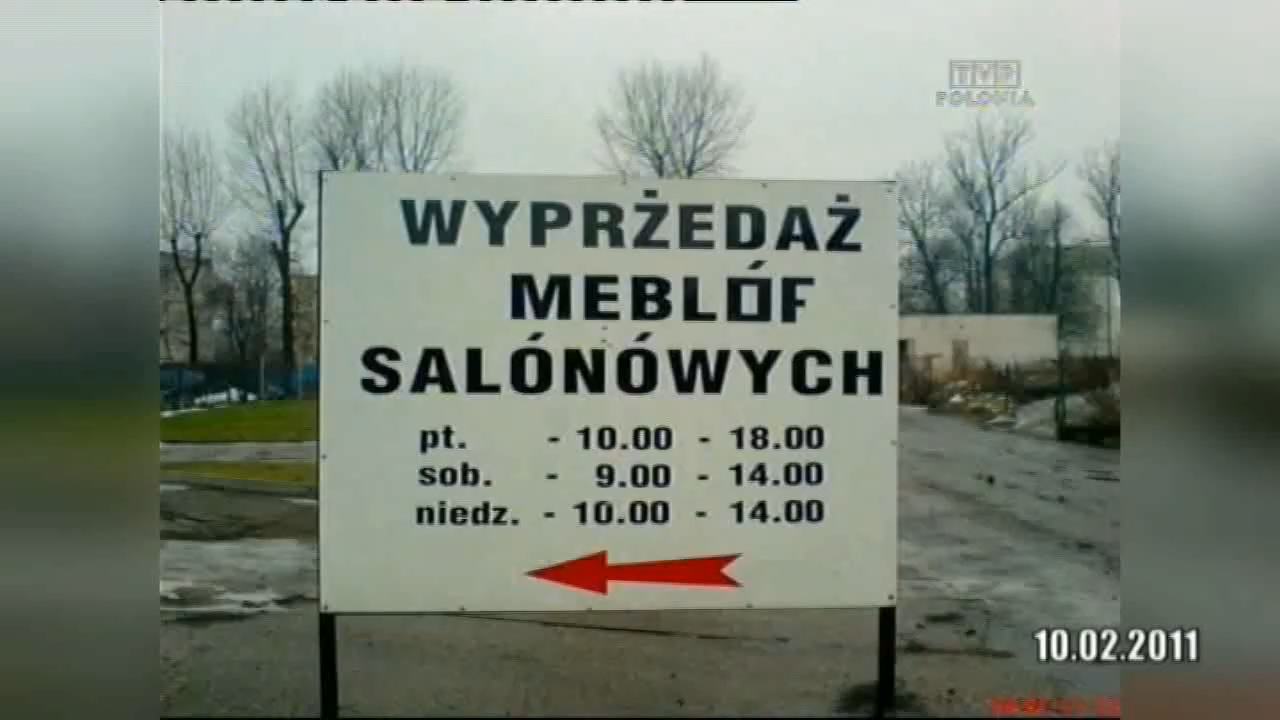 TVP
POLONIA
WYPRŻEDAŻ
MEBLÓF
SALÓNÓWYCH
pt. - 10.00 - 18.00
sob. - 9.00 - 14.00
niedz. - 10.00 - 14.00
10.02.2011